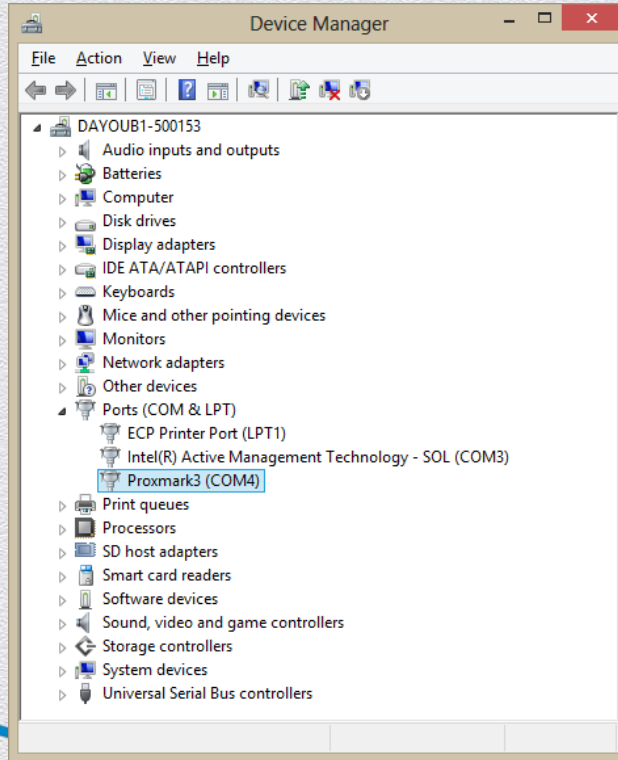 Device Manager
File Action View Help
DAYOUB1-500153
Audio inputs and outputs
Batteries
Computer
Disk drives
Display adapters
IDE ATA/ATAPI controllers
Keyboards
Mice and other pointing devices
Monitors
Network adapters
Other devices
Ports (COM & LPT)
ECP Printer Port (LPT1)
Intel(R) Active Management Technology - SOL (COM3)
Proxmark3 (COM4)
Print queues
Processors
SD host adapters
Smart card readers
Software devices
Sound, video and game controllers
Storage controllers
System devices
Universal Serial Bus controllers